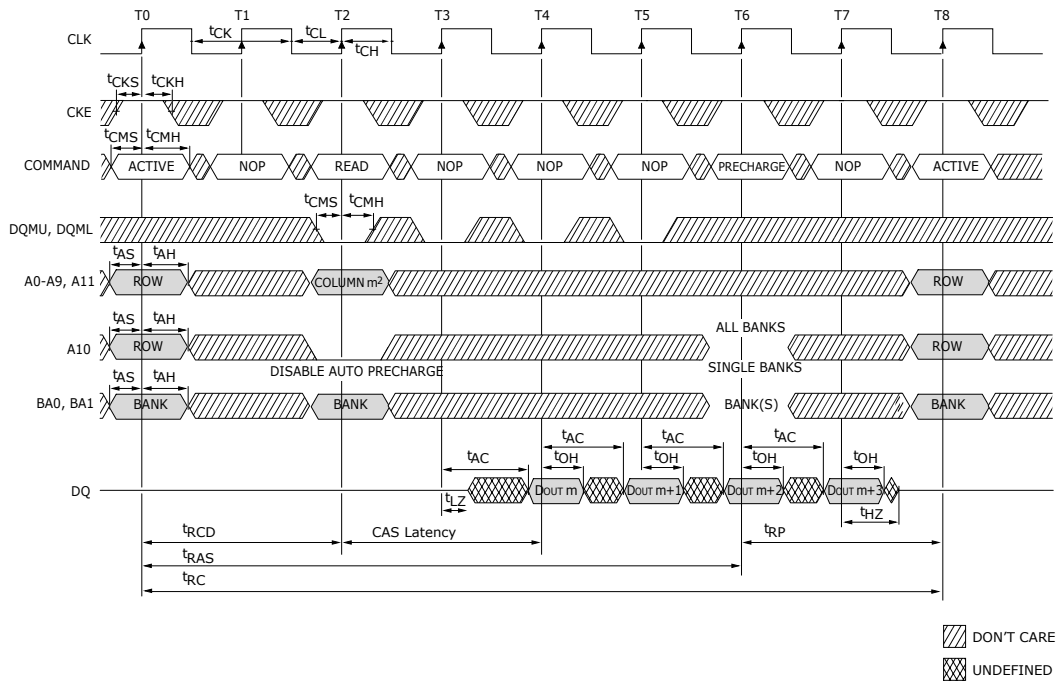 T0 T1 T2 T3 T4 T5 T6 T7 T8
CLK tCK tCL tCH
tCKS tCKH
CKE
tCMS tCMH
COMMAND ACTIVE NOP READ NOP NOP NOP PRECHARGE NOP ACTIVE
tCMS tCMH
DQMU, DQML
tAS tAH
A0-A9, A11 ROW COLUMN m2 ROW
tAS tAH ALL BANKS
A10 ROW ROW
DISABLE AUTO PRECHARGE SINGLE BANKS
tAS tAH
BA0, BA1 BANK BANK BANK(S) BANK
tAC tAC tAC tAC
tOH tOH tOH tOH
DQ DOUT m DOUT m+1 DOUT m+2 DOUT m+3
tLZ tHZ
tRCD CAS Latency tRP
tRAS
tRC
DON'T CARE
UNDEFINED